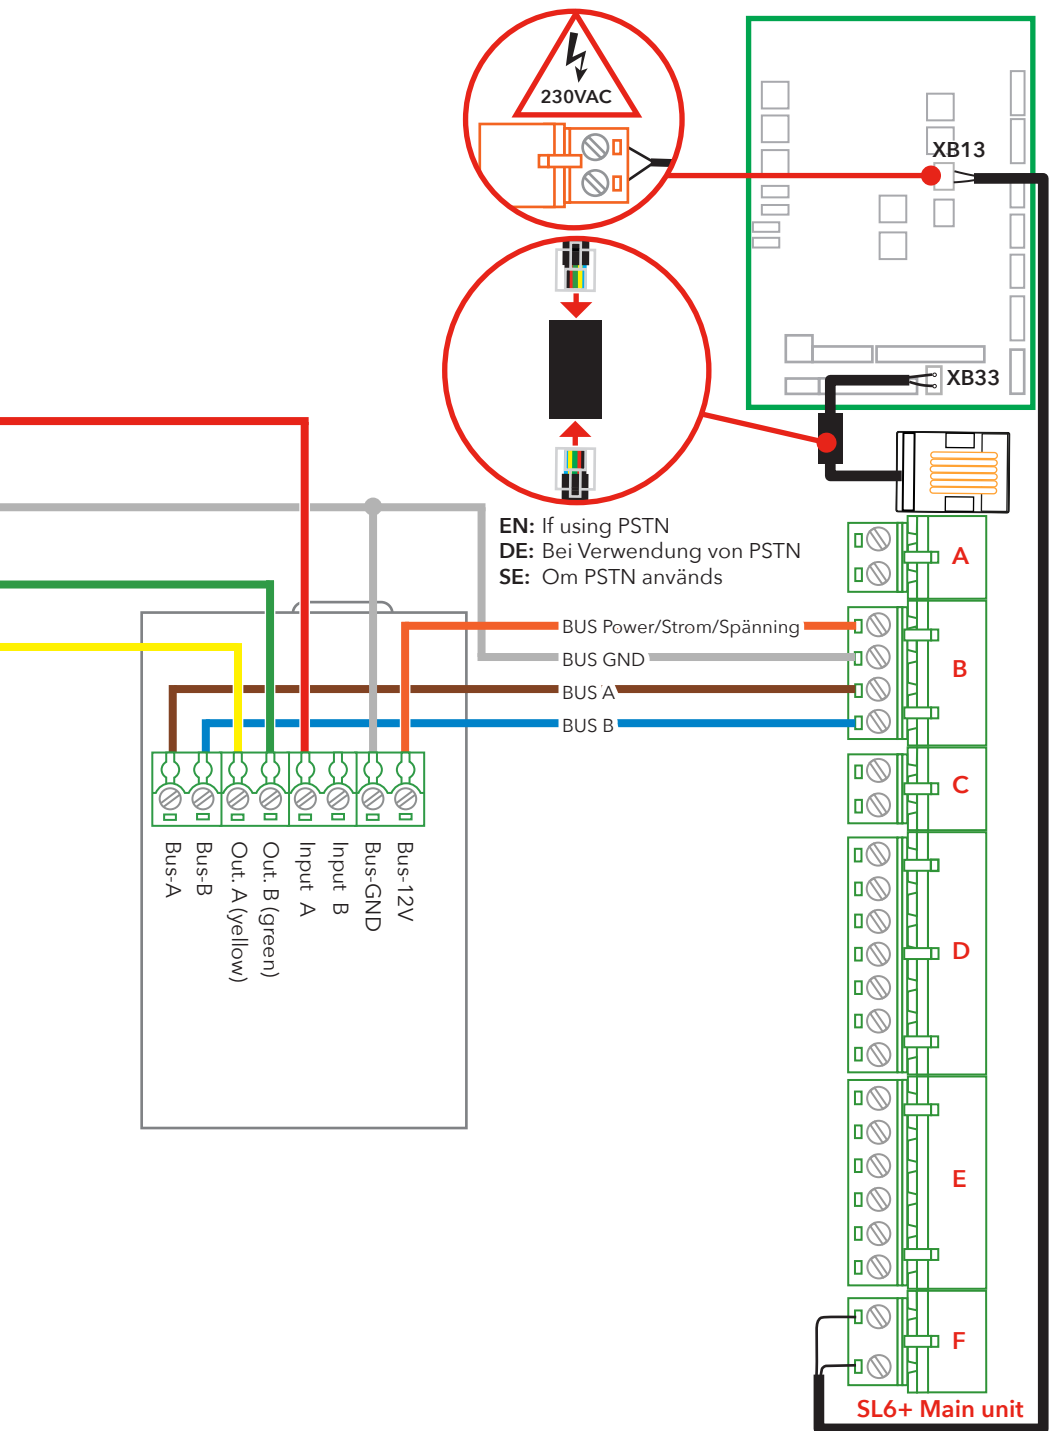 230VAC
XB13
XB33
EN: If using PSTN
DE: Bei Verwendung von PSTN
SE: Om PSTN används
A
BUS Power/Strom/Spänning
BUS GND
BUS A
BUS B
B
C
Bus-A
Bus-B
Out. A (yellow)
Out. B (green)
Input A
Input B
Bus-GND
Bus-12V
D
E
F
SL6+ Main unit